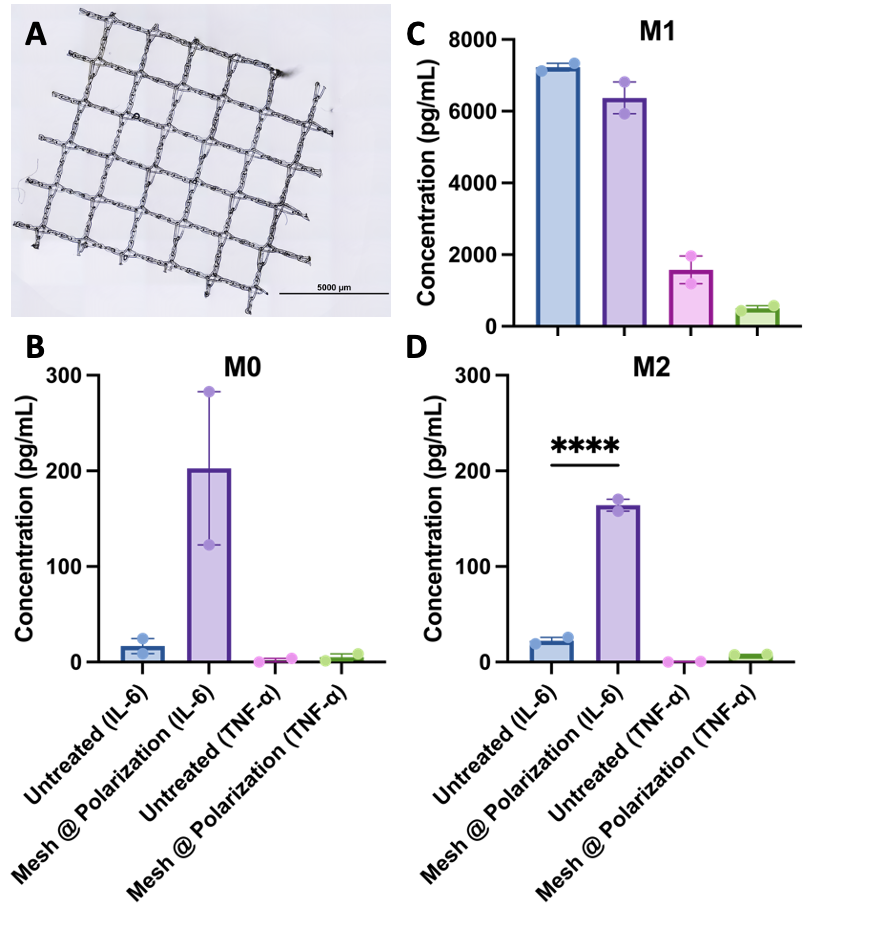 A
5000 µm
B
M0
Concentration (pg/mL)
300
200
100
0
Untreated (IL-6)
Mesh @ Polarization (IL-6)
Untreated (TNF-α)
Mesh @ Polarization (TNF-α)
C
M1
Concentration (pg/mL)
8000
6000
4000
2000
0
D
M2
Concentration (pg/mL)
300
200
100
0
****
Untreated (IL-6)
Mesh @ Polarization (IL-6)
Untreated (TNF-α)
Mesh @ Polarization (TNF-α)